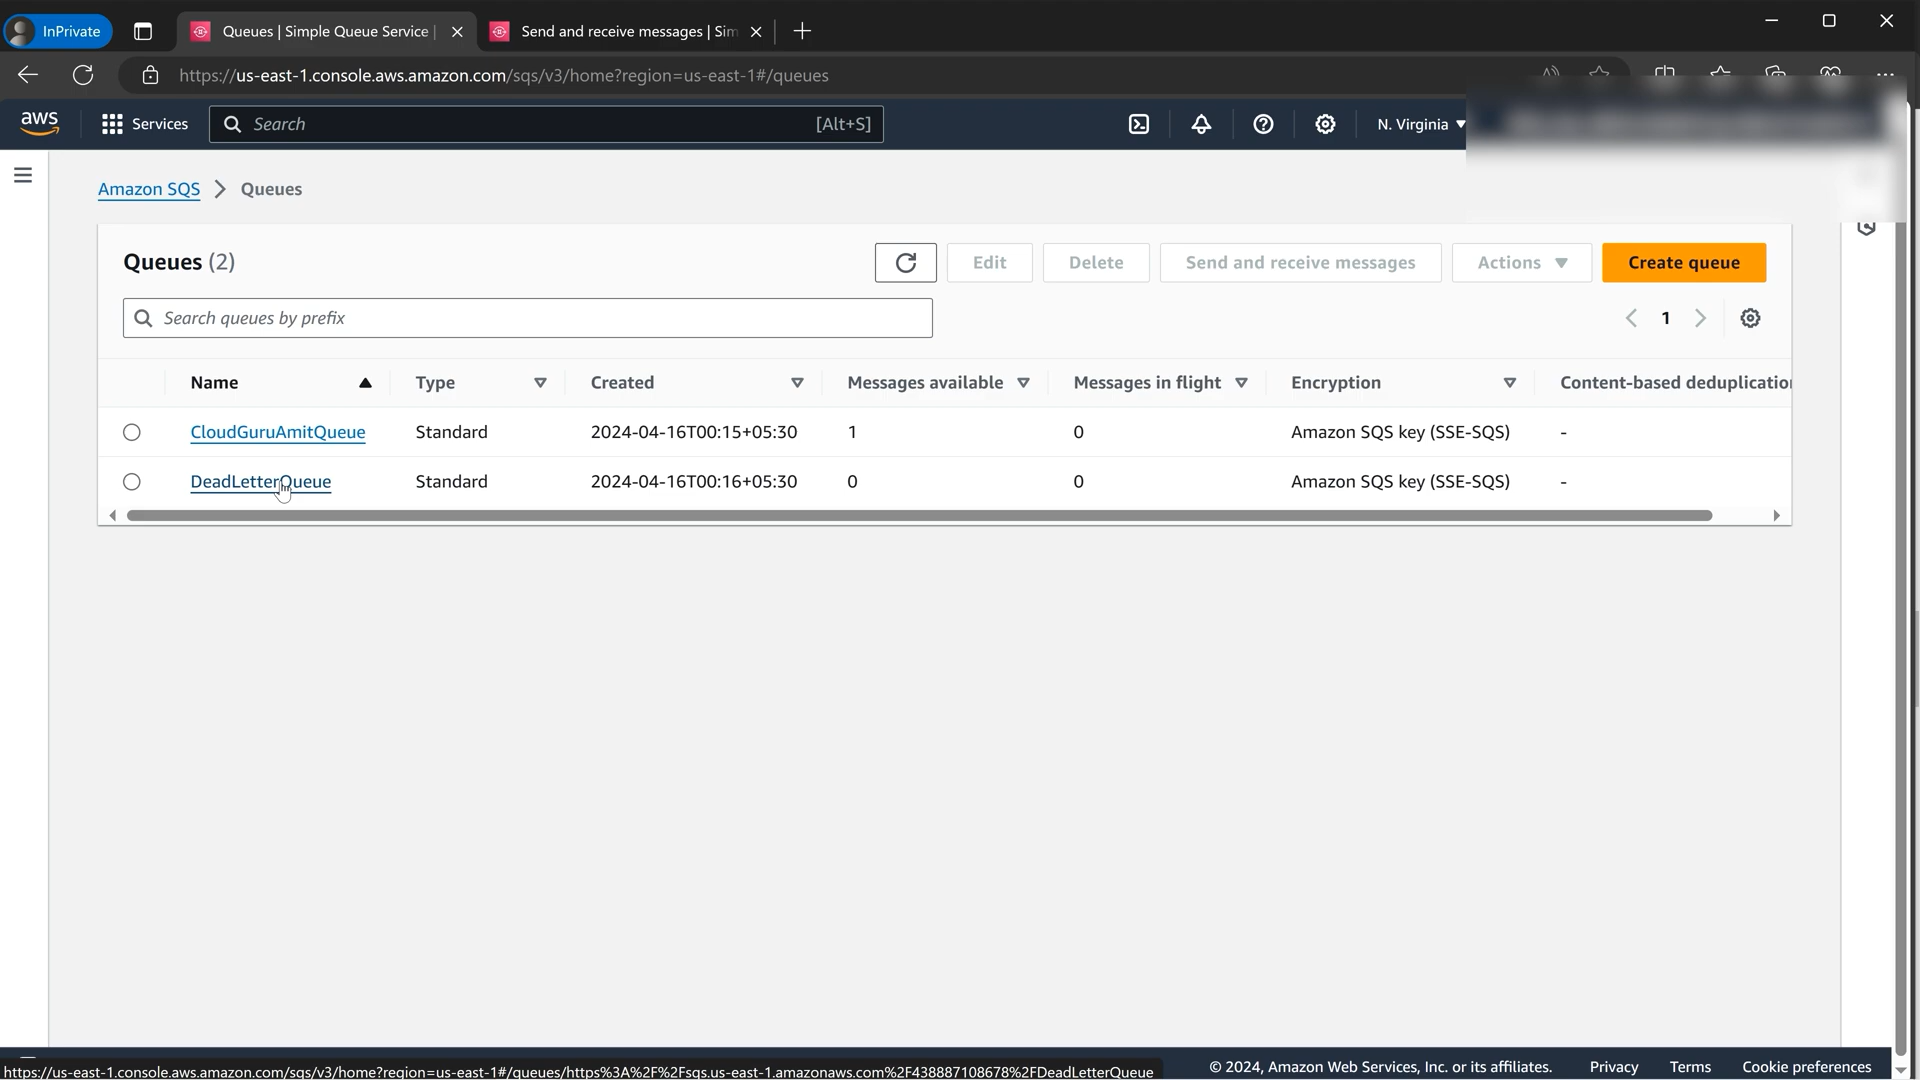 InPrivate
Queues | Simple Queue Service
Send and receive messages | Sim
https://us-east-1.console.aws.amazon.com/sqs/v3/home?region=us-east-1#/queues
aws
Services
Search
[Alt+S]
N. Virginia
Amazon SQS > Queues
Queues (2)
Edit
Delete
Send and receive messages
Actions
Create queue
Search queues by prefix
1
Name
Type
Created
Messages available
Messages in flight
Encryption
Content-based deduplicatio
CloudGuruAmitQueue Standard 2024-04-16T00:15+05:30 1 0 Amazon SQS key (SSE-SQS) -
DeadLetterQueue Standard 2024-04-16T00:16+05:30 0 0 Amazon SQS key (SSE-SQS) -
© 2024, Amazon Web Services, Inc. or its affiliates.
Privacy
Terms
Cookie preferences
https://us-east-1.console.aws.amazon.com/sqs/v3/home?region=us-east-1#/queues/https%3A%2F%2Fsqs.us-east-1.amazonaws.com%2F438887108678%2FDeadLetterQueue